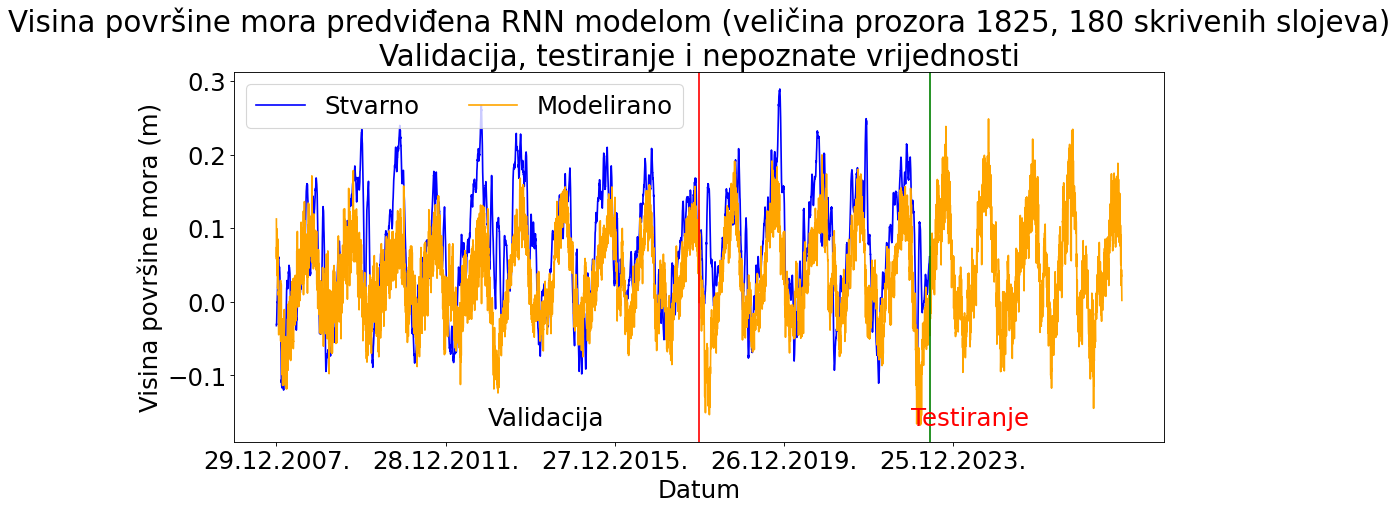 Visina površine mora predviđena RNN modelom (veličina prozora 1825, 180 skrivenih slojeva)
Validacija, testiranje i nepoznate vrijednosti
Stvarno Modelirano
Visina površine mora (m)
0.3
0.2
0.1
0.0
−0.1
Validacija
Testiranje
29.12.2007. 28.12.2011. 27.12.2015. 26.12.2019. 25.12.2023.
Datum